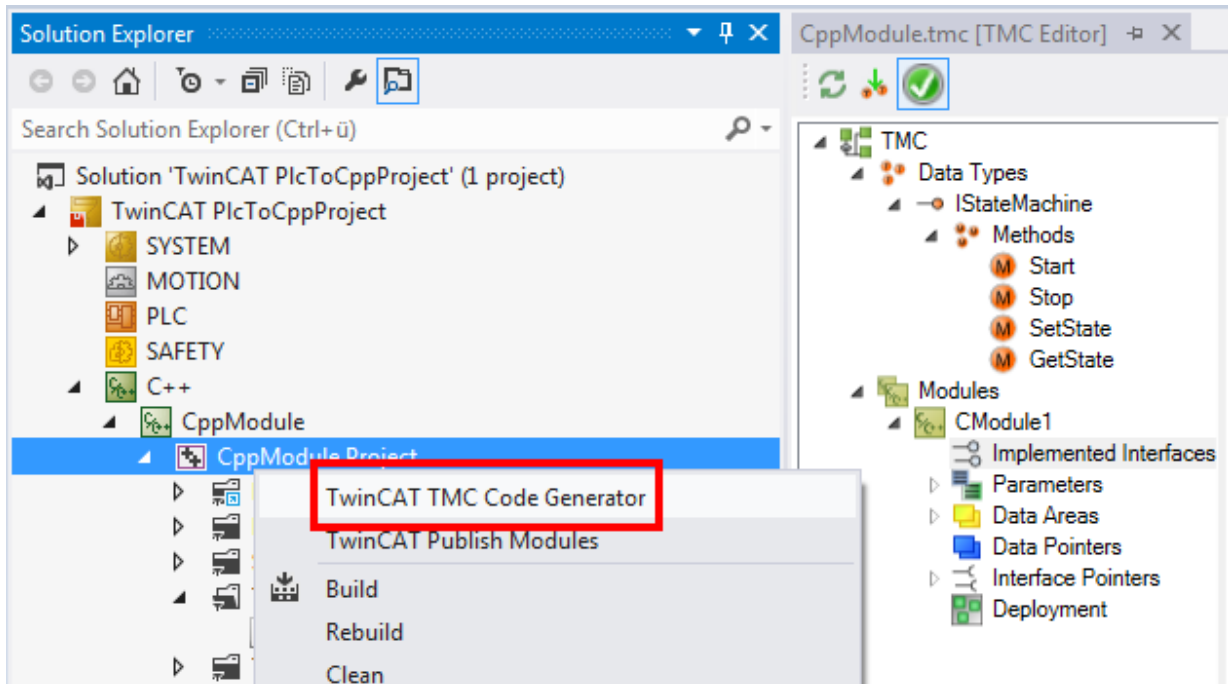 Solution Explorer
Search Solution Explorer (Ctrl+ü)
Solution 'TwinCAT PlcToCppProject' (1 project)
TwinCAT PlcToCppProject
SYSTEM
MOTION
PLC
SAFETY
C++
CppModule
CppModule Project
TwinCAT TMC Code Generator
TwinCAT Publish Modules
Build
Rebuild
Clean
CppModule.tmc [TMC Editor]
TMC
Data Types
IStateMachine
Methods
Start
Stop
SetState
GetState
Modules
CModule1
Implemented Interfaces
Parameters
Data Areas
Data Pointers
Interface Pointers
Deployment